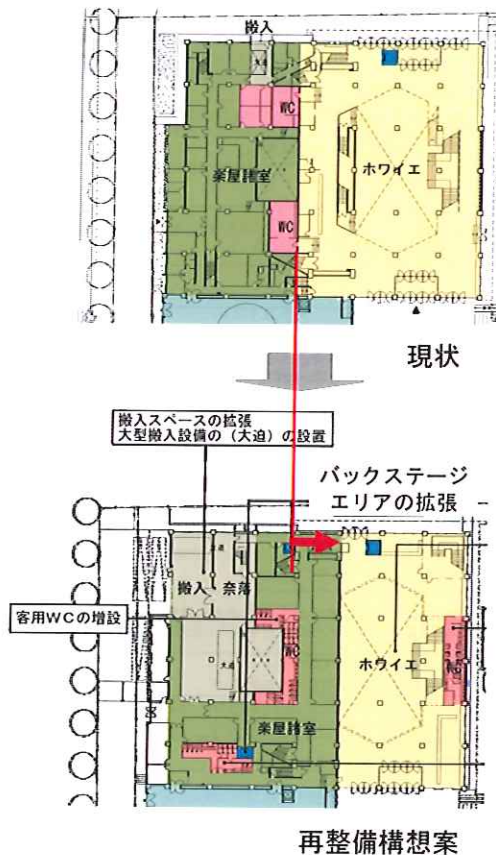 搬入
WC
楽屋諸室
ホワイエ
WC
現状
搬入スペースの拡張
大型搬入設備の（大迫）の設置
バックステージ
エリアの拡張
搬入
奈落
客用WCの増設
WC
大迫
ホワイエ
楽屋諸室
再整備構想案